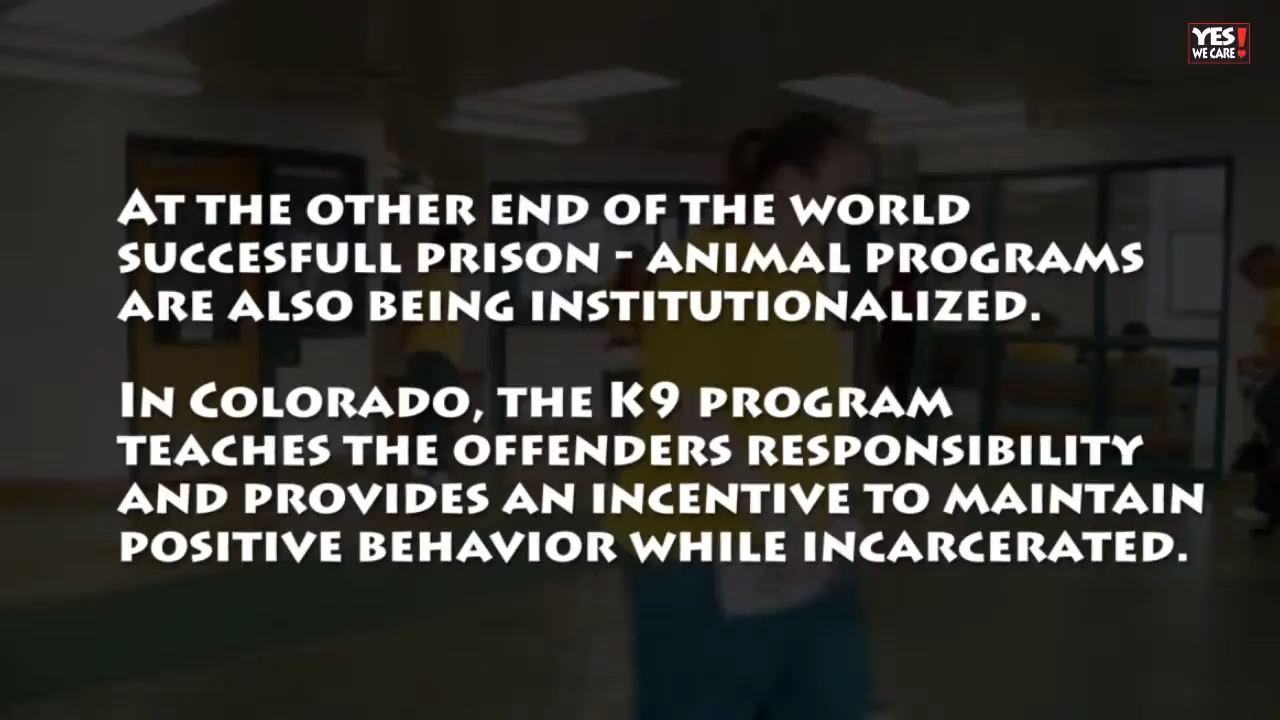 YES!
WE CARE
AT THE OTHER END OF THE WORLD
SUCCESFULL PRISON - ANIMAL PROGRAMS
ARE ALSO BEING INSTITUTIONALIZED.
IN COLORADO, THE K9 PROGRAM
TEACHES THE OFFENDERS RESPONSIBILITY
AND PROVIDES AN INCENTIVE TO MAINTAIN
POSITIVE BEHAVIOR WHILE INCARCERATED.